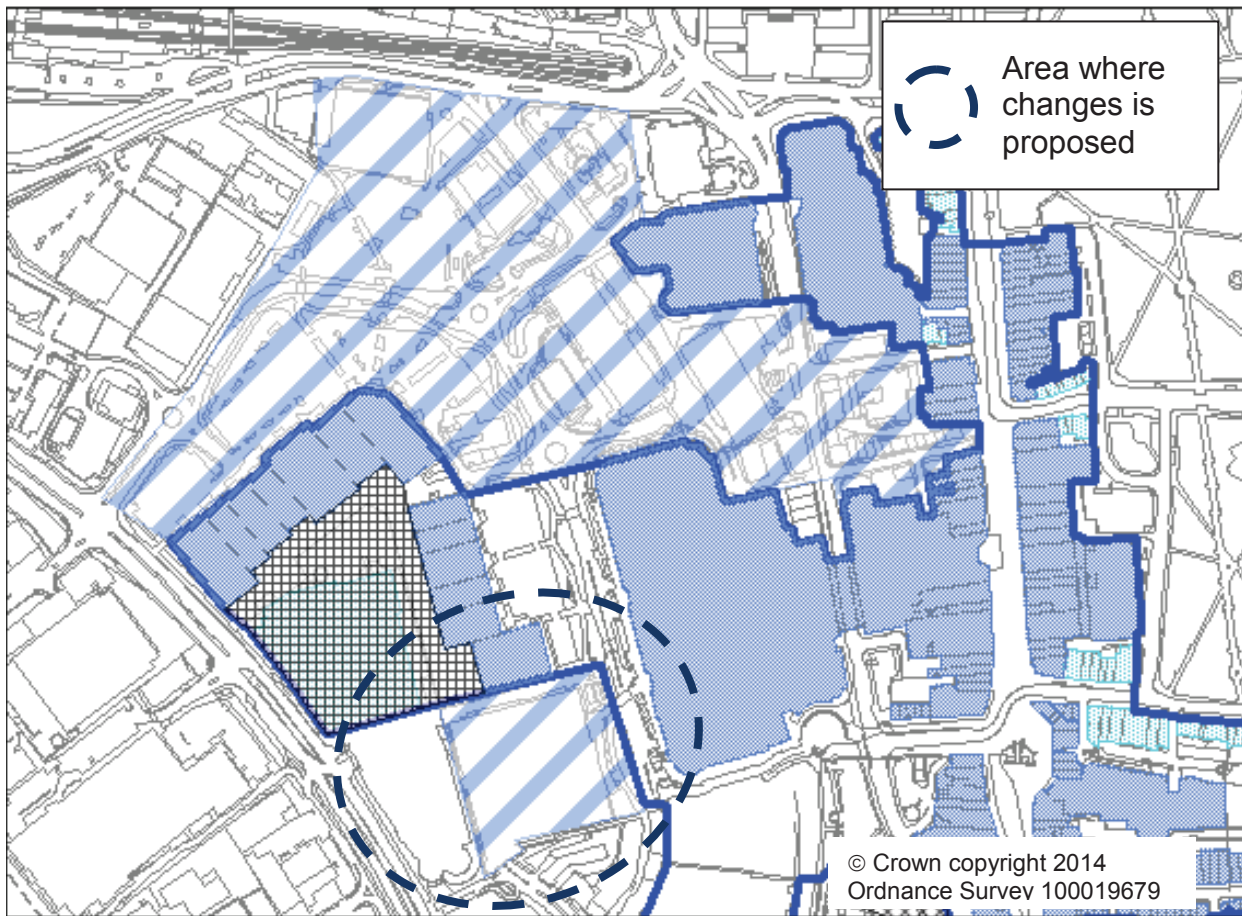 Area where
changes is
proposed
© Crown copyright 2014
Ordnance Survey 100019679